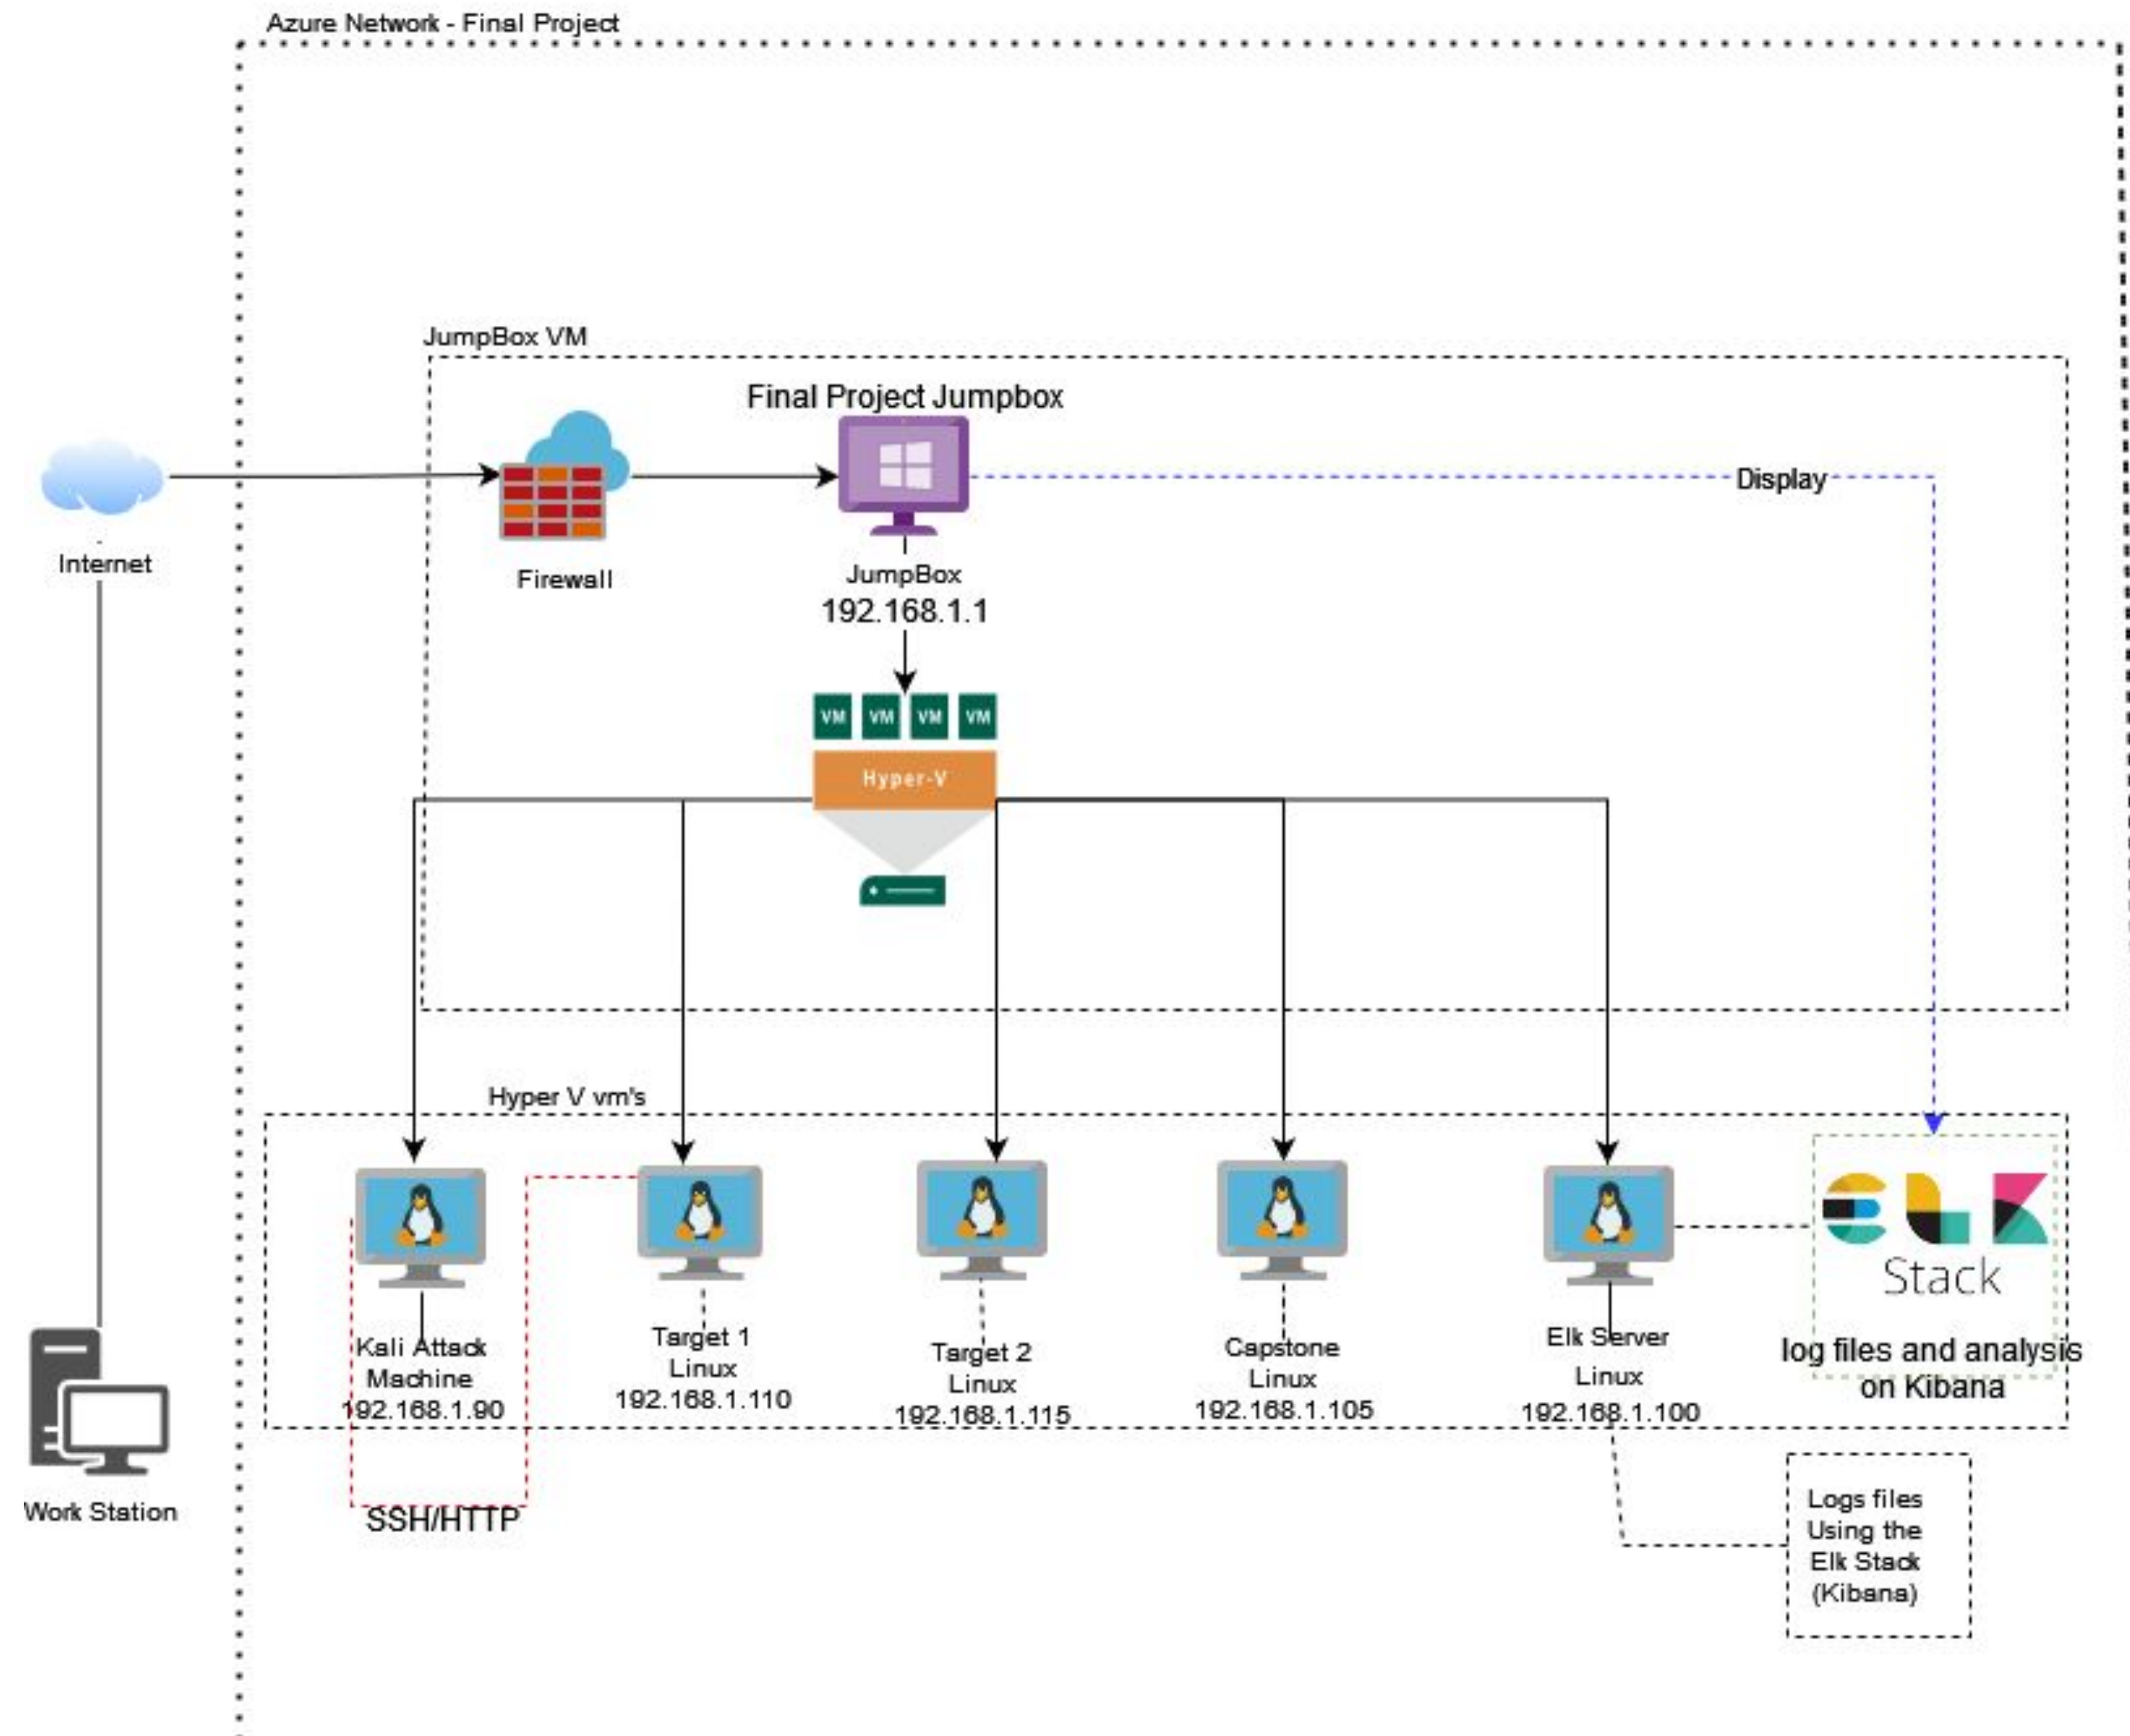 Azure Network - Final Project
JumpBox VM
Final Project Jumpbox
Display
Internet
Firewall
JumpBox
192.168.1.1
VM VM VM VM
Hyper-V
Hyper V vm's
Kali Attack
Machine
192.168.1.90
Target 1
Linux
192.168.1.110
Target 2
Linux
192.168.1.115
Capstone
Linux
192.168.1.105
Elk Server
Linux
192.168.1.100
ELK
Stack
log files and analysis
on Kibana
Work Station
SSH/HTTP
Logs files
Using the
Elk Stack
(Kibana)